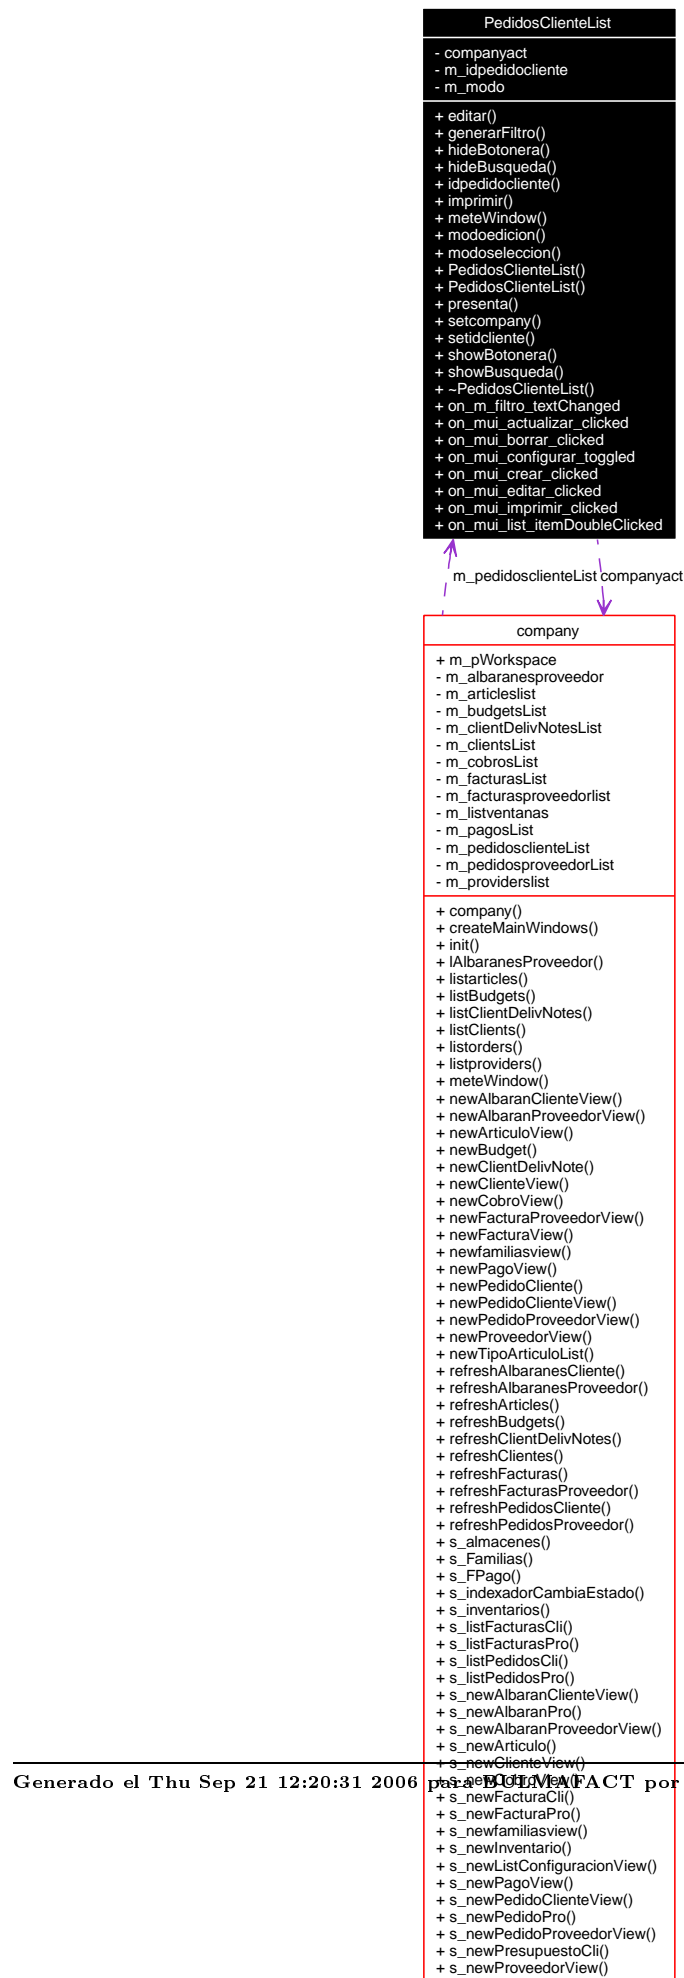 PedidosClienteList
- companyact
- m_idpedidocliente
- m_modo
+ editar()
+ generarFiltro()
+ hideBotonera()
+ hideBusqueda()
+ idpedidocliente()
+ imprimir()
+ meteWindow()
+ modoedicion()
+ modoseleccion()
+ PedidosClienteList()
+ PedidosClienteList()
+ presenta()
+ setcompany()
+ setidcliente()
+ showBotonera()
+ showBusqueda()
+ ~PedidosClienteList()
+ on_m_filtro_textChanged
+ on_mui_actualizar_clicked
+ on_mui_borrar_clicked
+ on_mui_configurar_toggled
+ on_mui_crear_clicked
+ on_mui_editar_clicked
+ on_mui_imprimir_clicked
+ on_mui_list_itemDoubleClicked
m_pedidosclienteList companyact
company
+ m_pWorkspace
- m_albaranesproveedor
- m_articleslist
- m_budgetsList
- m_clientDelivNotesList
- m_clientsList
- m_cobrosList
- m_facturasList
- m_facturasproveedorlist
- m_listventanas
- m_pagosList
- m_pedidosclienteList
- m_pedidosproveedorList
- m_providerslist
+ company()
+ createMainWindows()
+ init()
+ lAlbaranesProveedor()
+ listarticles()
+ listBudgets()
+ listClientDelivNotes()
+ listClients()
+ listorders()
+ listproviders()
+ meteWindow()
+ newAlbaranClienteView()
+ newAlbaranProveedorView()
+ newArticuloView()
+ newBudget()
+ newClientDelivNote()
+ newClienteView()
+ newCobroView()
+ newFacturaProveedorView()
+ newFacturaView()
+ newfamiliasview()
+ newPagoView()
+ newPedidoCliente()
+ newPedidoClienteView()
+ newPedidoProveedorView()
+ newProveedorView()
+ newTipoArticuloList()
+ refreshAlbaranesCliente()
+ refreshAlbaranesProveedor()
+ refreshArticles()
+ refreshBudgets()
+ refreshClientDelivNotes()
+ refreshClientes()
+ refreshFacturas()
+ refreshFacturasProveedor()
+ refreshPedidosCliente()
+ refreshPedidosProveedor()
+ s_almacenes()
+ s_Familias()
+ s_FPago()
+ s_indexadorCambiaEstado()
+ s_inventarios()
+ s_listFacturasCli()
+ s_listFacturasPro()
+ s_listPedidosCli()
+ s_listPedidosPro()
+ s_newAlbaranClienteView()
+ s_newAlbaranPro()
+ s_newAlbaranProveedorView()
+ s_newArticulo()
+ s_newClienteView()
Generado el Thu Sep 21 12:20:31 2006 para BULMAFACT por
+ s_newCobroView()
+ s_newFacturaCli()
+ s_newFacturaPro()
+ s_newfamiliasview()
+ s_newInventario()
+ s_newListConfiguracionView()
+ s_newPagoView()
+ s_newPedidoClienteView()
+ s_newPedidoPro()
+ s_newPedidoProveedorView()
+ s_newPresupuestoCli()
+ s_newProveedorView()